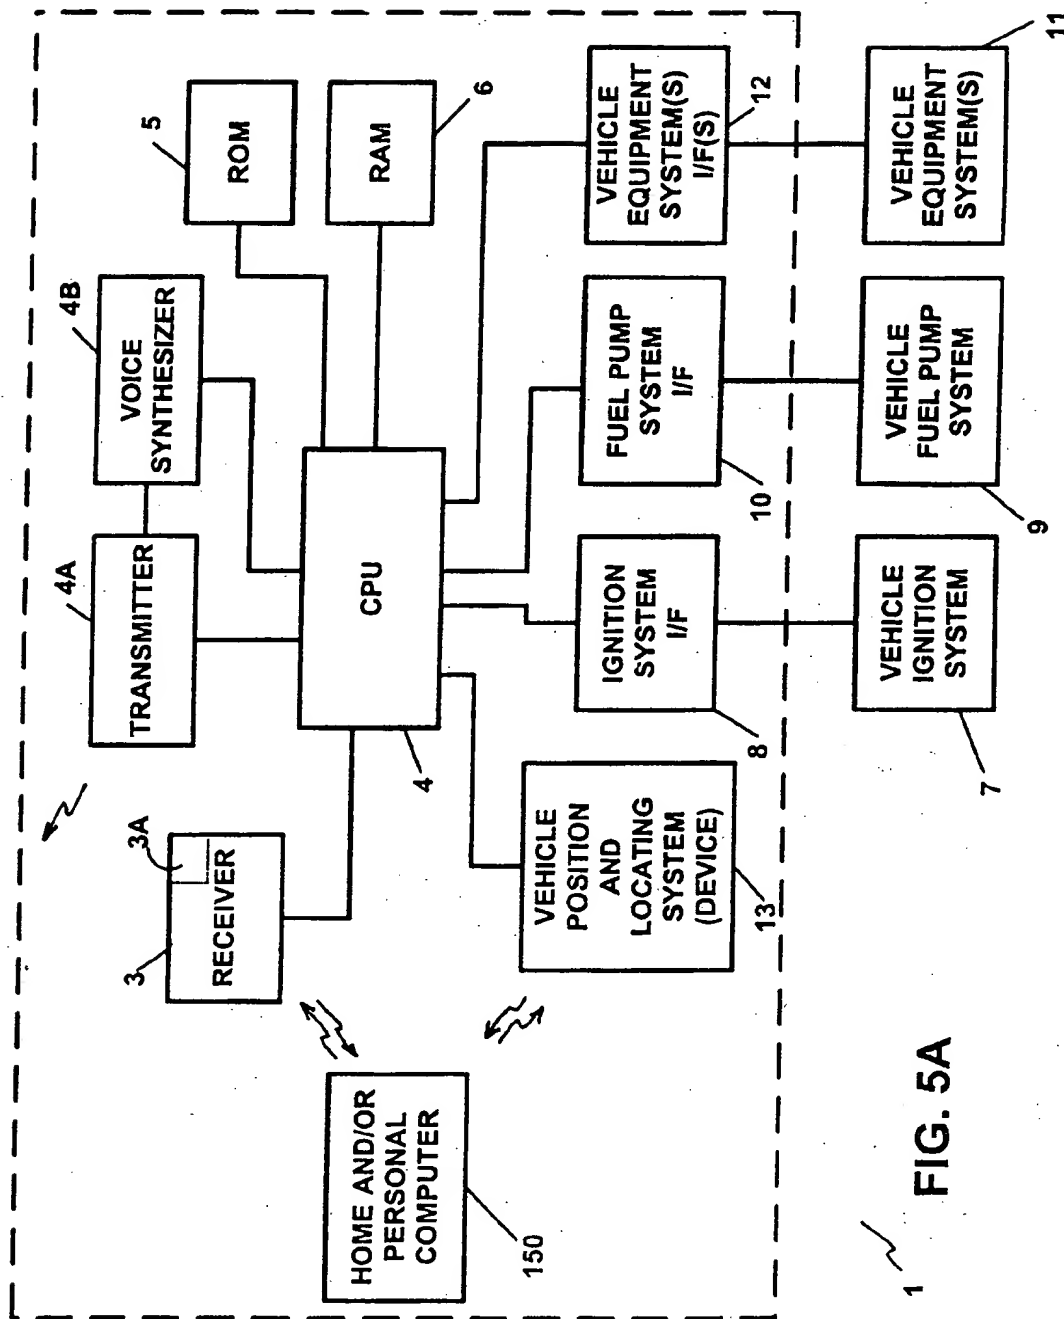 4A
4B
5
TRANSMITTER
VOICE
SYNTHESIZER
ROM
3
3A
RECEIVER
6
RAM
CPU
4
HOME AND/OR
PERSONAL
COMPUTER
150
VEHICLE
POSITION
AND
LOCATING
SYSTEM
(DEVICE)
13
IGNITION
SYSTEM
I/F
8
FUEL PUMP
SYSTEM
I/F
10
VEHICLE
EQUIPMENT
SYSTEM(S)
I/F(S)
12
VEHICLE
IGNITION
SYSTEM
7
VEHICLE
FUEL PUMP
SYSTEM
9
VEHICLE
EQUIPMENT
SYSTEM(S)
11
1
FIG. 5A